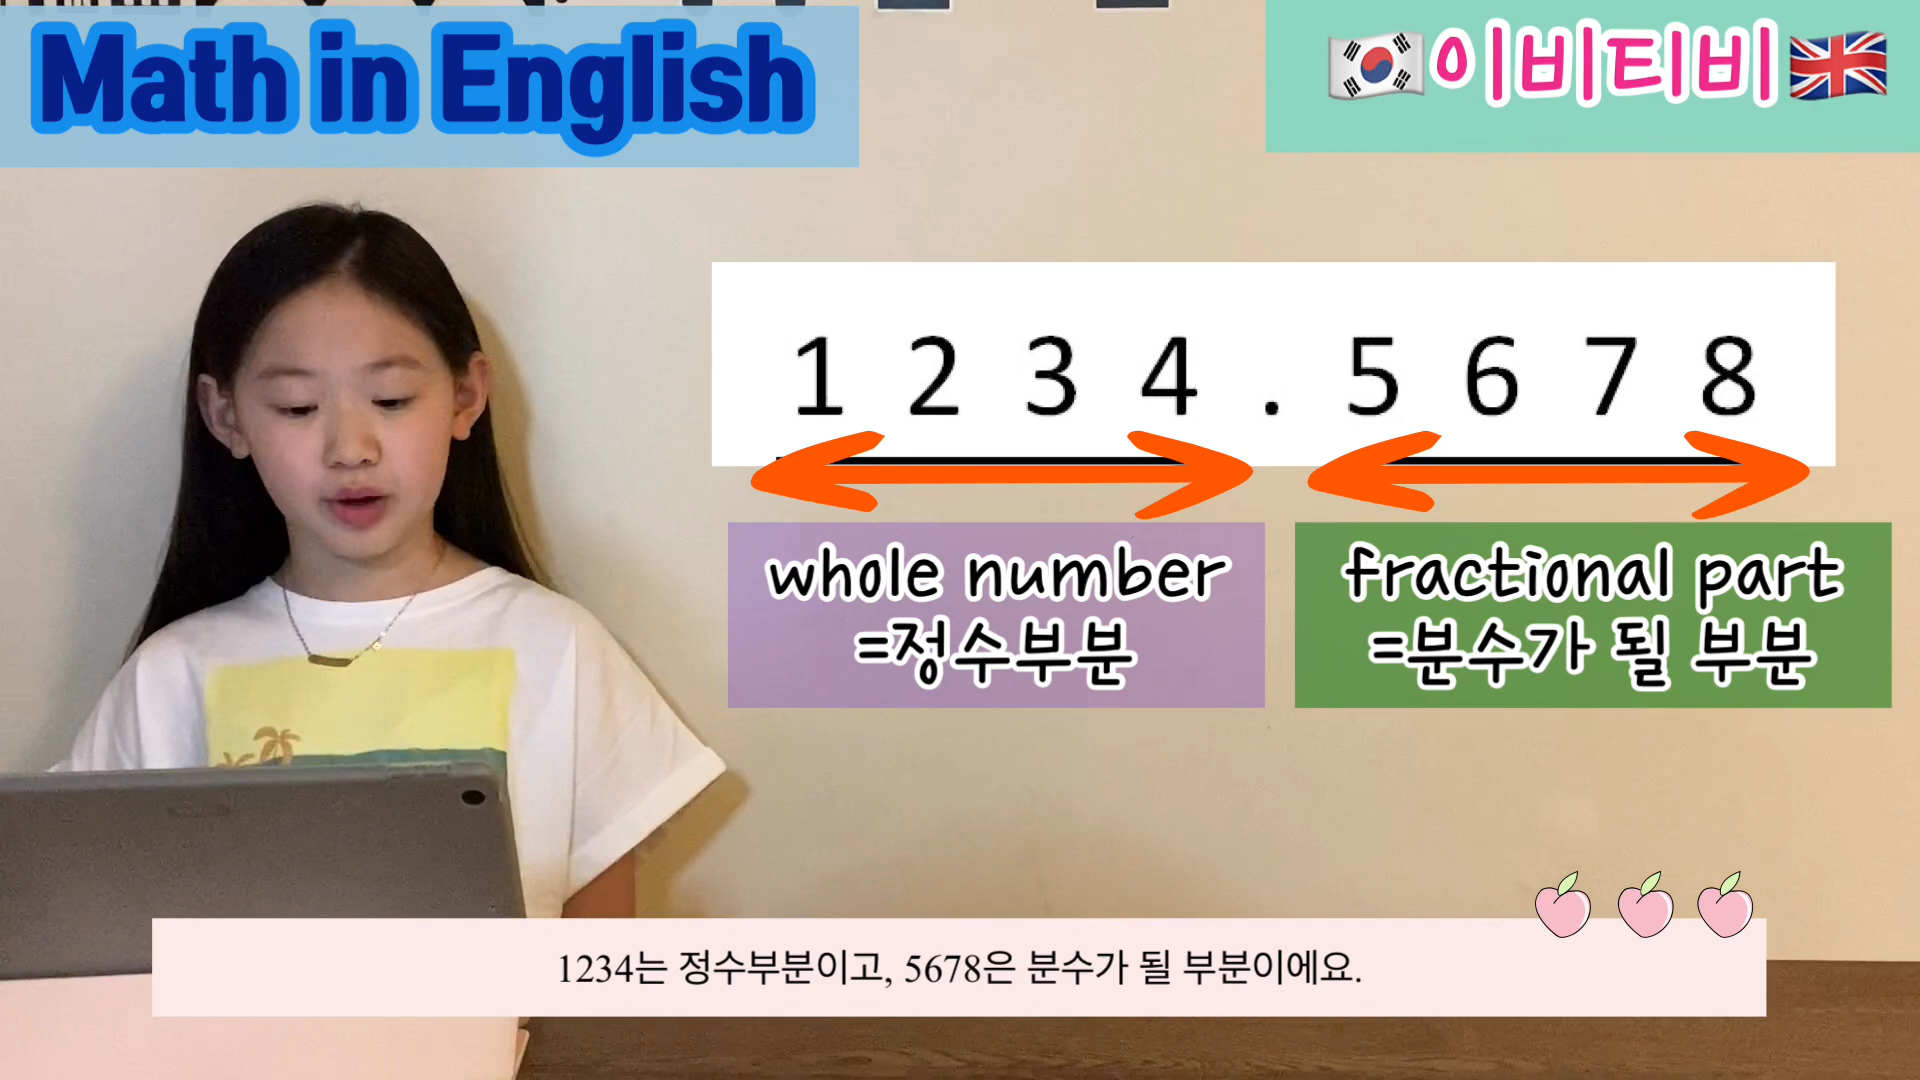 Math in English
이비티비
1 2 3 4 . 5 6 7 8
whole number
=정수부분
fractional part
=분수가 될 부분
1234는 정수부분이고, 5678은 분수가 될 부분이에요.